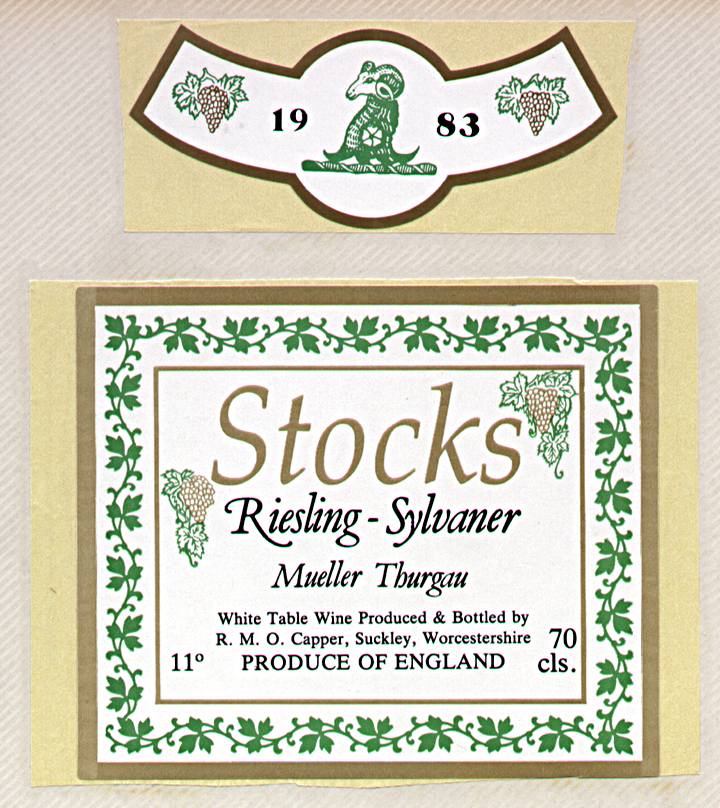 19 83
Stocks
Riesling - Sylvaner
Mueller Thurgau
White Table Wine Produced & Bottled by
R. M. O. Capper, Suckley, Worcestershire
11º PRODUCE OF ENGLAND 70 cls.